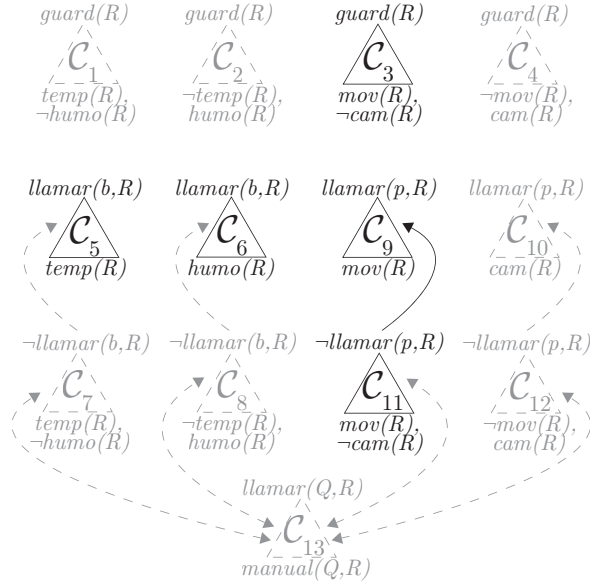 guard(R) guard(R) guard(R) guard(R)
C1 C2 C3 C4
temp(R), ¬temp(R), mov(R), ¬mov(R),
¬humo(R) humo(R) ¬cam(R) cam(R)
llamar(b,R) llamar(b,R) llamar(p,R) llamar(p,R)
C5 C6 C9 C10
temp(R) humo(R) mov(R) cam(R)
¬llamar(b,R) ¬llamar(b,R) ¬llamar(p,R) ¬llamar(p,R)
C7 C8 C11 C12
temp(R), ¬temp(R), mov(R), ¬mov(R),
¬humo(R) humo(R) ¬cam(R) cam(R)
llamar(Q,R)
C13
manual(Q,R)